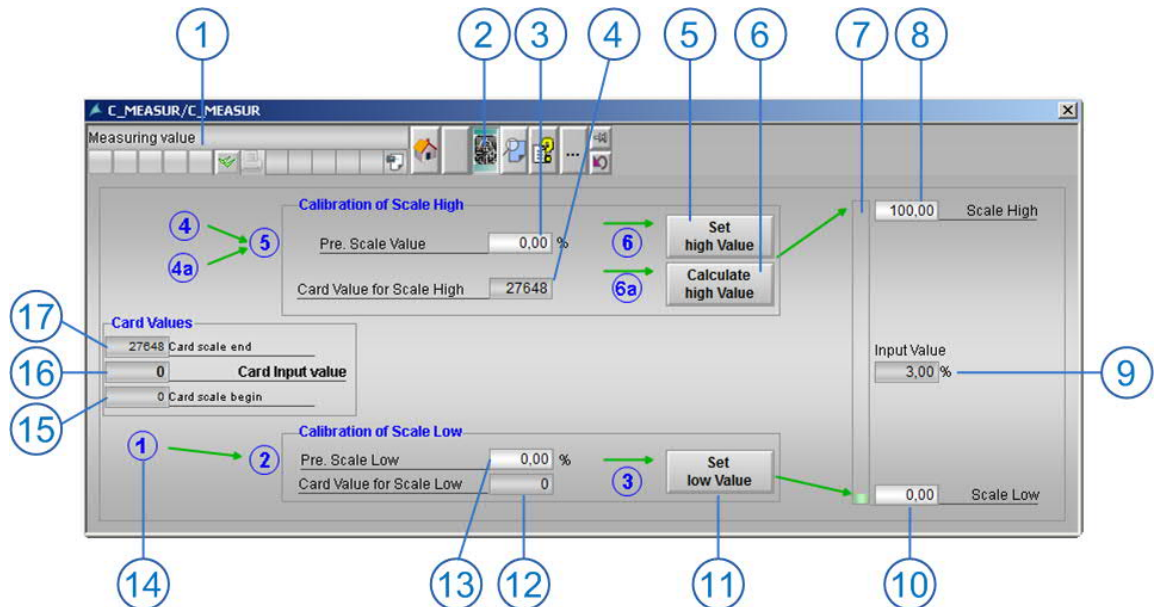 1 2 3 4 5 6 7 8
C_MEASUR/C_MEASUR
Measuring value
...
Calibration of Scale High
4 5 Pre. Scale Value 0,00 % 6 Set high Value
100,00 Scale High
4a Card Value for Scale High 27648 6a Calculate high Value
17 Card Values
27648 Card scale end
16 0 Card Input value
Input Value
3,00 % 9
15 0 Card scale begin
Calibration of Scale Low
1 2 Pre. Scale Low 0,00 % 3 Set low Value
Card Value for Scale Low 0
0,00 Scale Low
14 13 12 11 10